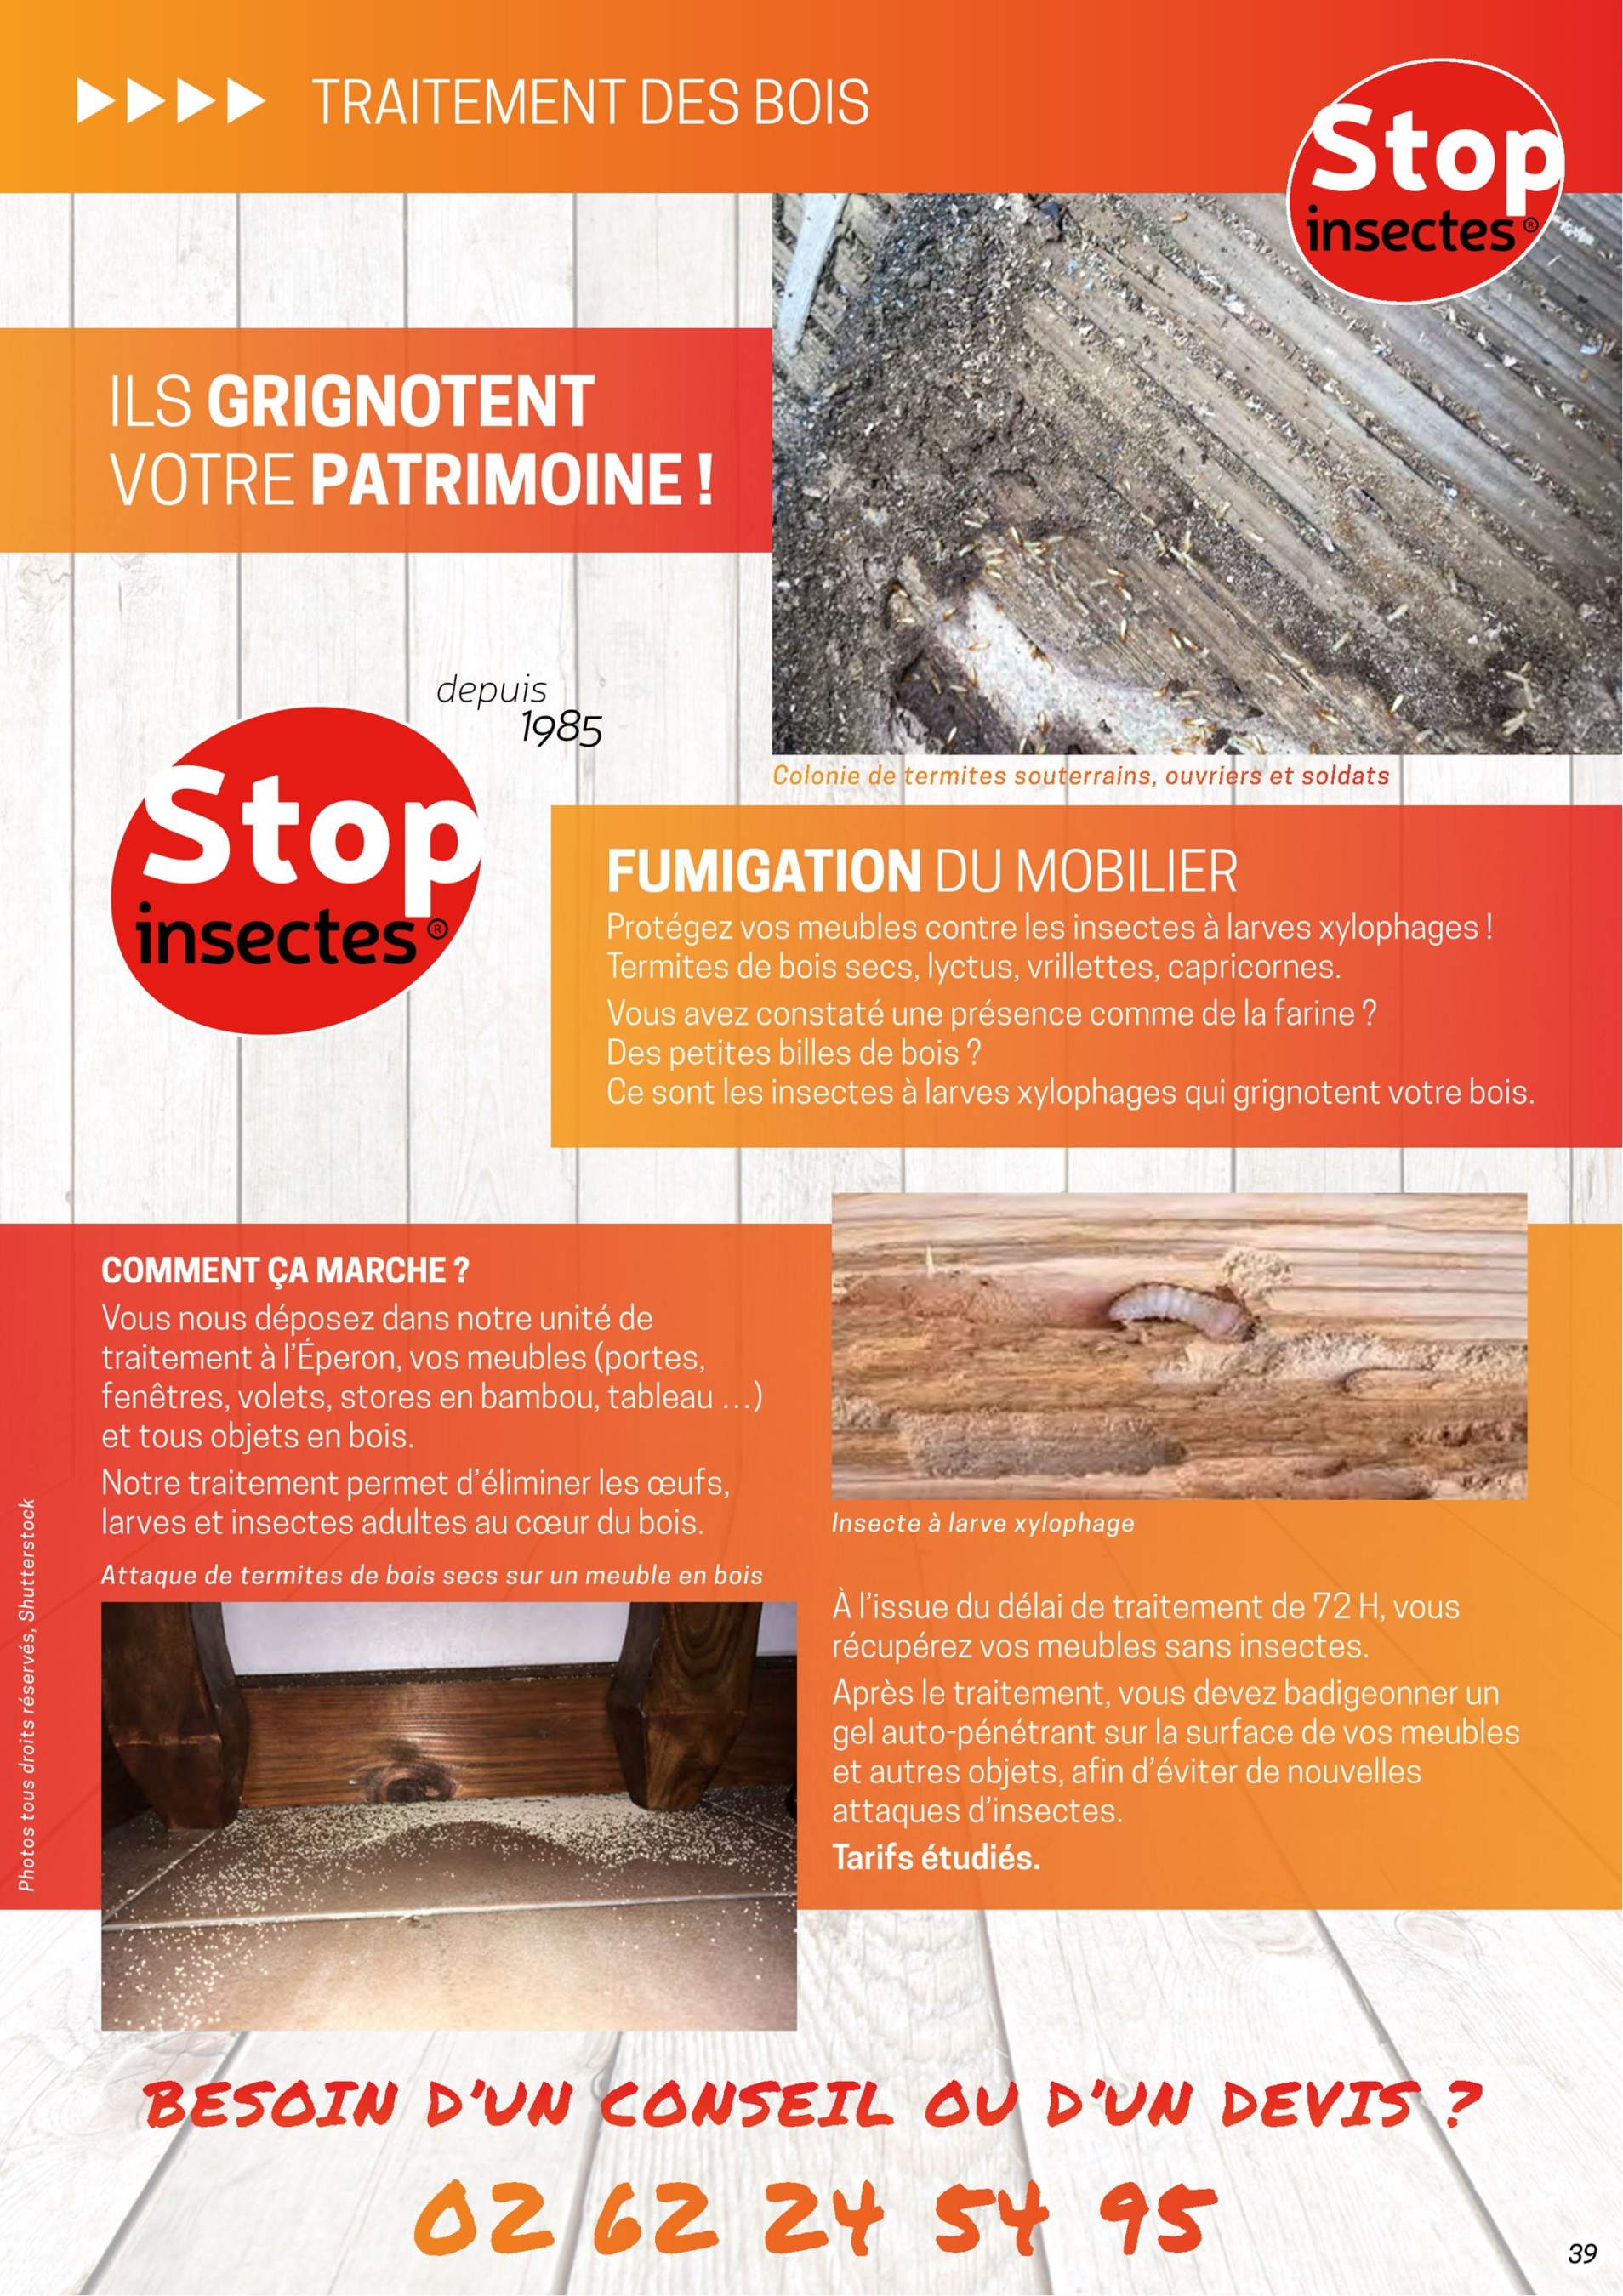 TRAITEMENT DES BOIS
Stop
insectes®
ILS GRIGNOTENT
VOTRE PATRIMOINE !
depuis
1985
Stop
insectes®
Colonie de termites souterrains, ouvriers et soldats
FUMIGATION DU MOBILIER
Protégez vos meubles contre les insectes à larves xylophages !
Termites de bois secs, lyctus, vrillettes, capricornes.
Vous avez constaté une présence comme de la farine ?
Des petites billes de bois ?
Ce sont les insectes à larves xylophages qui grignotent votre bois.
COMMENT ÇA MARCHE ?
Vous nous déposez dans notre unité de
traitement à l'Éperon, vos meubles (portes,
fenêtres, volets, stores en bambou, tableau ...)
et tous objets en bois.
Notre traitement permet d'éliminer les œufs,
larves et insectes adultes au cœur du bois.
Attaque de termites de bois secs sur un meuble en bois
Insecte à larve xylophage
À l'issue du délai de traitement de 72 H, vous
récupérez vos meubles sans insectes.
Après le traitement, vous devez badigeonner un
gel auto-pénétrant sur la surface de vos meubles
et autres objets, afin d'éviter de nouvelles
attaques d'insectes.
Tarifs étudiés.
Photos tous droits réservés, Shutterstock
BESOIN D'UN CONSEIL OU D'UN DEVIS ?
02 62 24 54 95
39